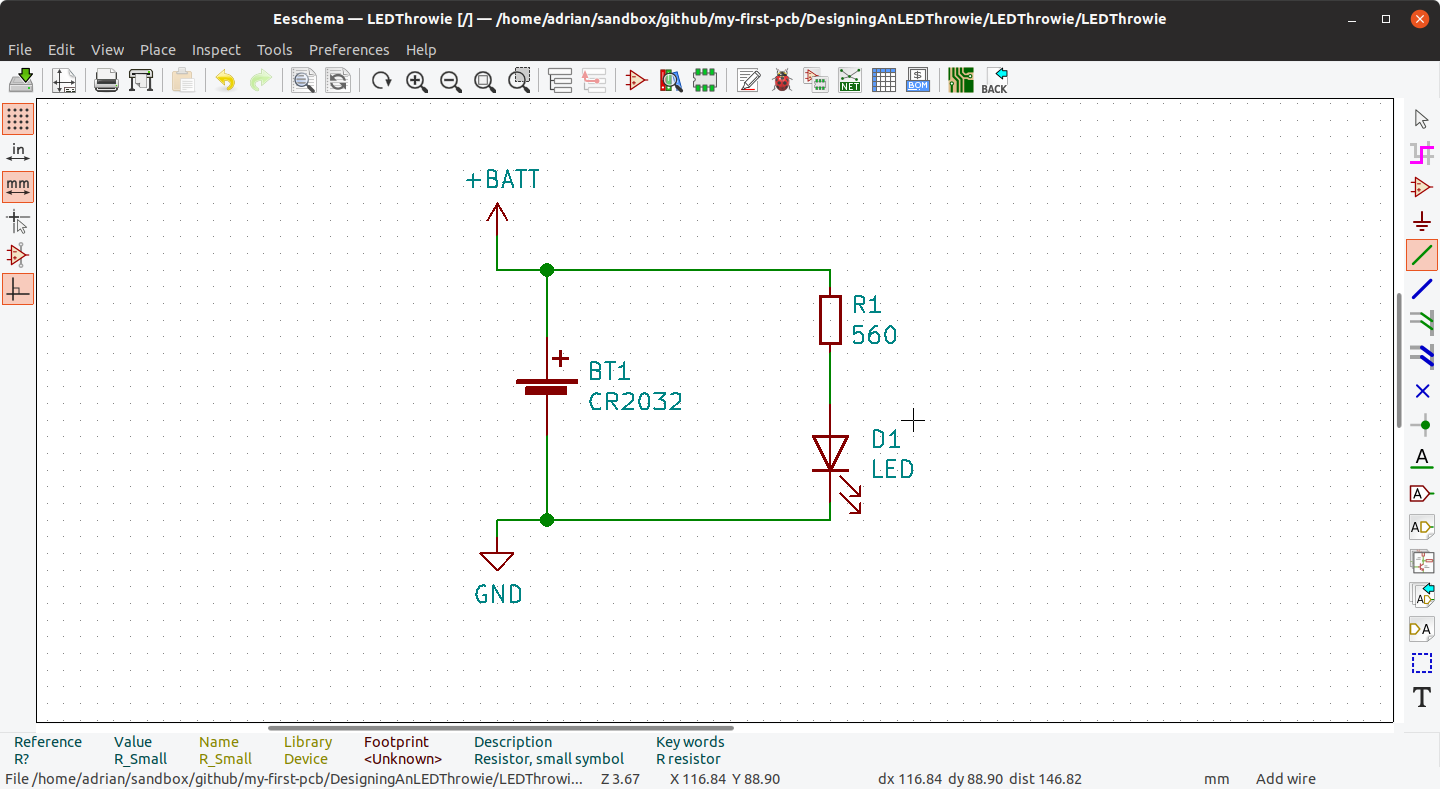 Eeschema — LEDThrowie [/] — /home/adrian/sandbox/github/my-first-pcb/DesigningAnLEDThrowie/LEDThrowie/LEDThrowie
File Edit View Place Inspect Tools Preferences Help
NET
$
BOM
BACK
in
mm
+BATT
R1
560
+
BT1
CR2032
D1
LED
GND
A
A
AD
AD
DA
T
Reference Value Name Library Footprint Description Key words
R? R_Small R_Small Device <Unknown> Resistor, small symbol R resistor
File /home/adrian/sandbox/github/my-first-pcb/DesigningAnLEDThrowie/LEDThrowi... Z 3.67 X 116.84 Y 88.90 dx 116.84 dy 88.90 dist 146.82 mm Add wire